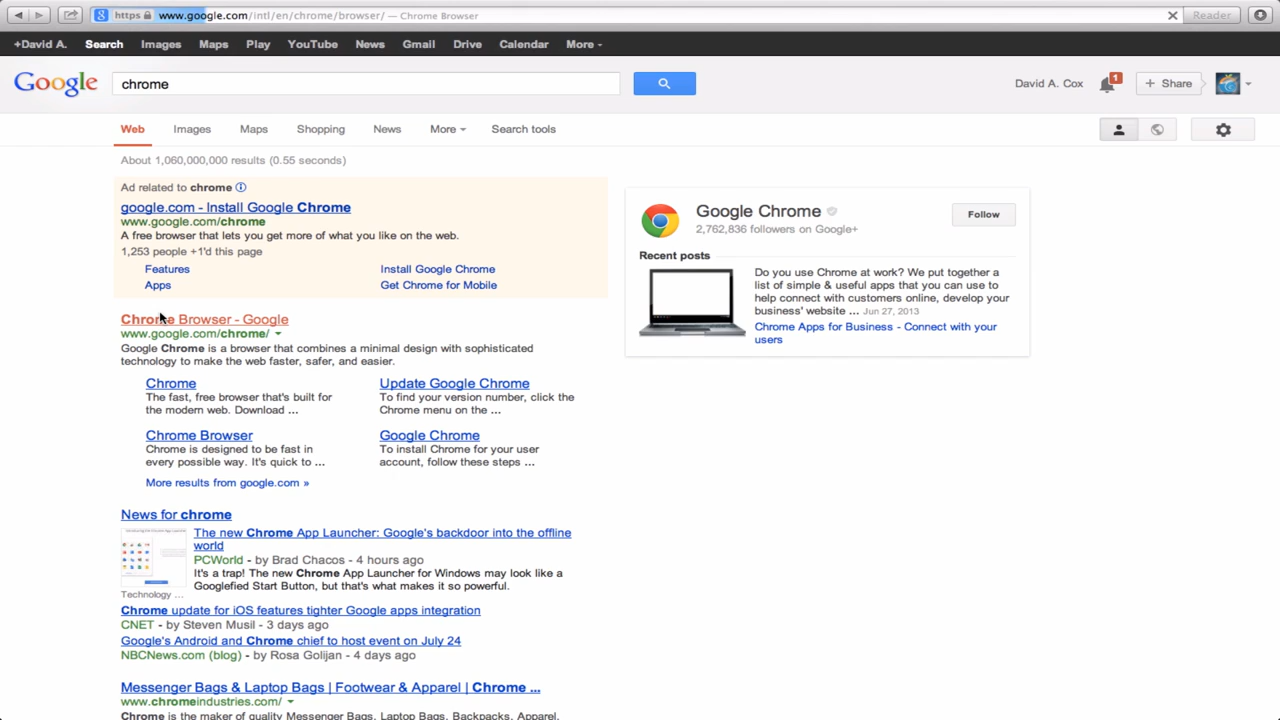 https www.google.com/intl/en/chrome/browser/ — Chrome Browser Reader
+David A. Search Images Maps Play YouTube News Gmail Drive Calendar More
Google chrome David A. Cox 1 + Share
Web Images Maps Shopping News More Search tools
About 1,060,000,000 results (0.55 seconds)
Ad related to chrome
google.com - Install Google Chrome
www.google.com/chrome
A free browser that lets you get more of what you like on the web.
1,253 people +1'd this page
Features Install Google Chrome
Apps Get Chrome for Mobile
Chrome Browser - Google
www.google.com/chrome/
Google Chrome is a browser that combines a minimal design with sophisticated
technology to make the web faster, safer, and easier.
Chrome
The fast, free browser that's built for
the modern web. Download ...
Update Google Chrome
To find your version number, click the
Chrome menu on the ...
Chrome Browser
Chrome is designed to be fast in
every possible way. It's quick to ...
Google Chrome
To install Chrome for your user
account, follow these steps ...
More results from google.com »
News for chrome
The new Chrome App Launcher: Google's backdoor into the offline
world
PCWorld - by Brad Chacos - 4 hours ago
It's a trap! The new Chrome App Launcher for Windows may look like a
Googlefied Start Button, but that's what makes it so powerful.
Technology ...
Chrome update for iOS features tighter Google apps integration
CNET - by Steven Musil - 3 days ago
Google's Android and Chrome chief to host event on July 24
NBCNews.com (blog) - by Rosa Golijan - 4 days ago
Messenger Bags & Laptop Bags | Footwear & Apparel | Chrome ...
www.chromeindustries.com/
Chrome is the maker of quality Messenger Bags, Laptop Bags, Backpacks, Apparel,
Google Chrome
2,762,836 followers on Google+
Follow
Recent posts
Do you use Chrome at work? We put together a
list of simple & useful apps that you can use to
help connect with customers online, develop your
business' website ... Jun 27, 2013
Chrome Apps for Business - Connect with your
users